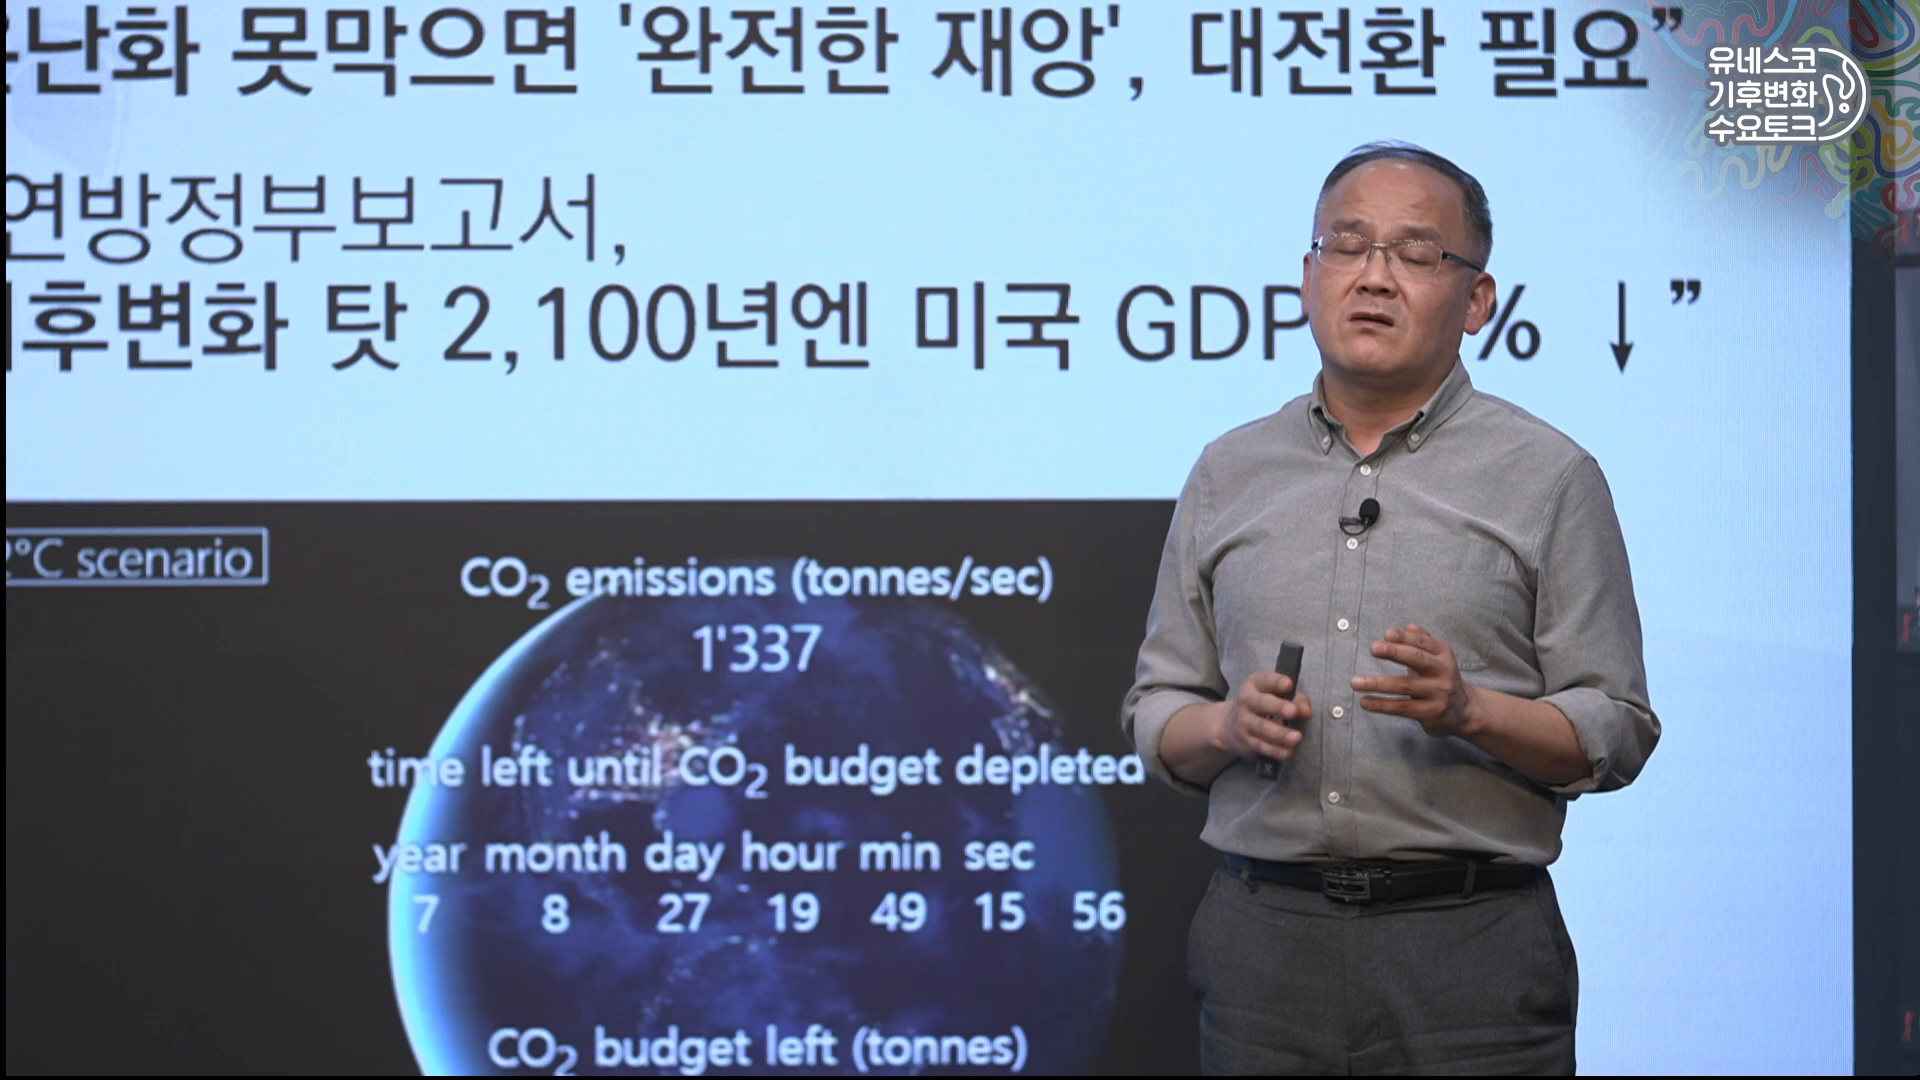 난화 못막으면 '완전한 재앙', 대전환 필요”
유네스코
기후변화
수요토크
연방정부보고서,
후변화 탓 2,100년엔 미국 GDP % ↓”
2°C scenario
CO2 emissions (tonnes/sec)
1'337
time left until CO2 budget depleted
year month day hour min sec
7 8 27 19 49 15 56
CO2 budget left (tonnes)